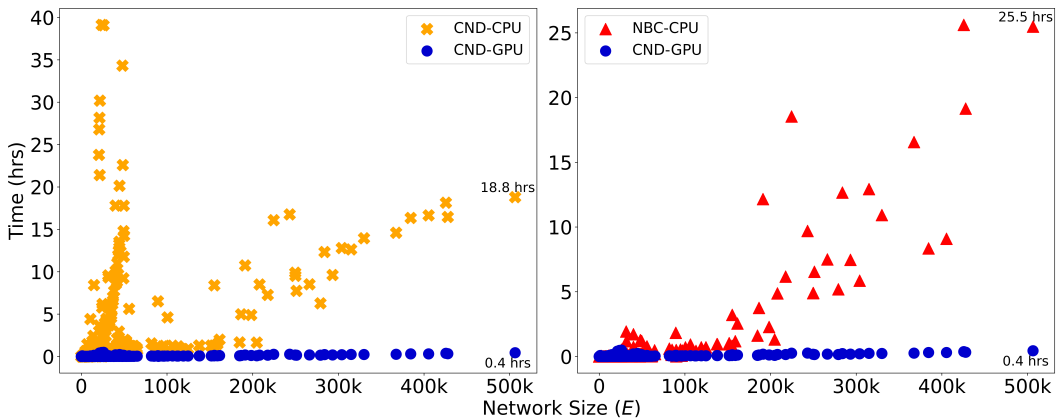 CND-CPU
CND-GPU
40
35
30
25
20
15
10
5
0
Time (hrs)
18.8 hrs
0.4 hrs
0
100k
200k
300k
400k
500k
NBC-CPU
CND-GPU
25
20
15
10
5
0
25.5 hrs
0.4 hrs
0
100k
200k
300k
400k
500k
Network Size (E)